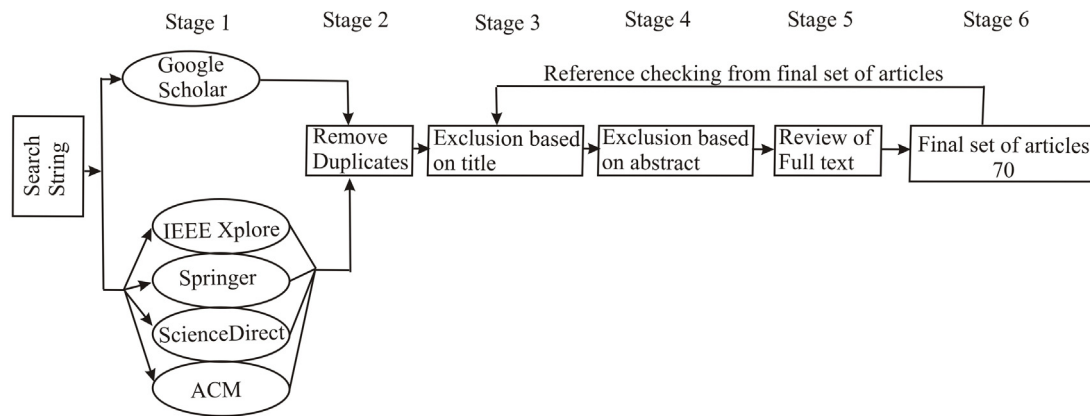 Stage 1
Stage 2
Stage 3
Stage 4
Stage 5
Stage 6
Google
Scholar
Reference checking from final set of articles
Search
String
Remove
Duplicates
Exclusion based
on title
Exclusion based
on abstract
Review of
Full text
Final set of articles
70
IEEE Xplore
Springer
ScienceDirect
ACM